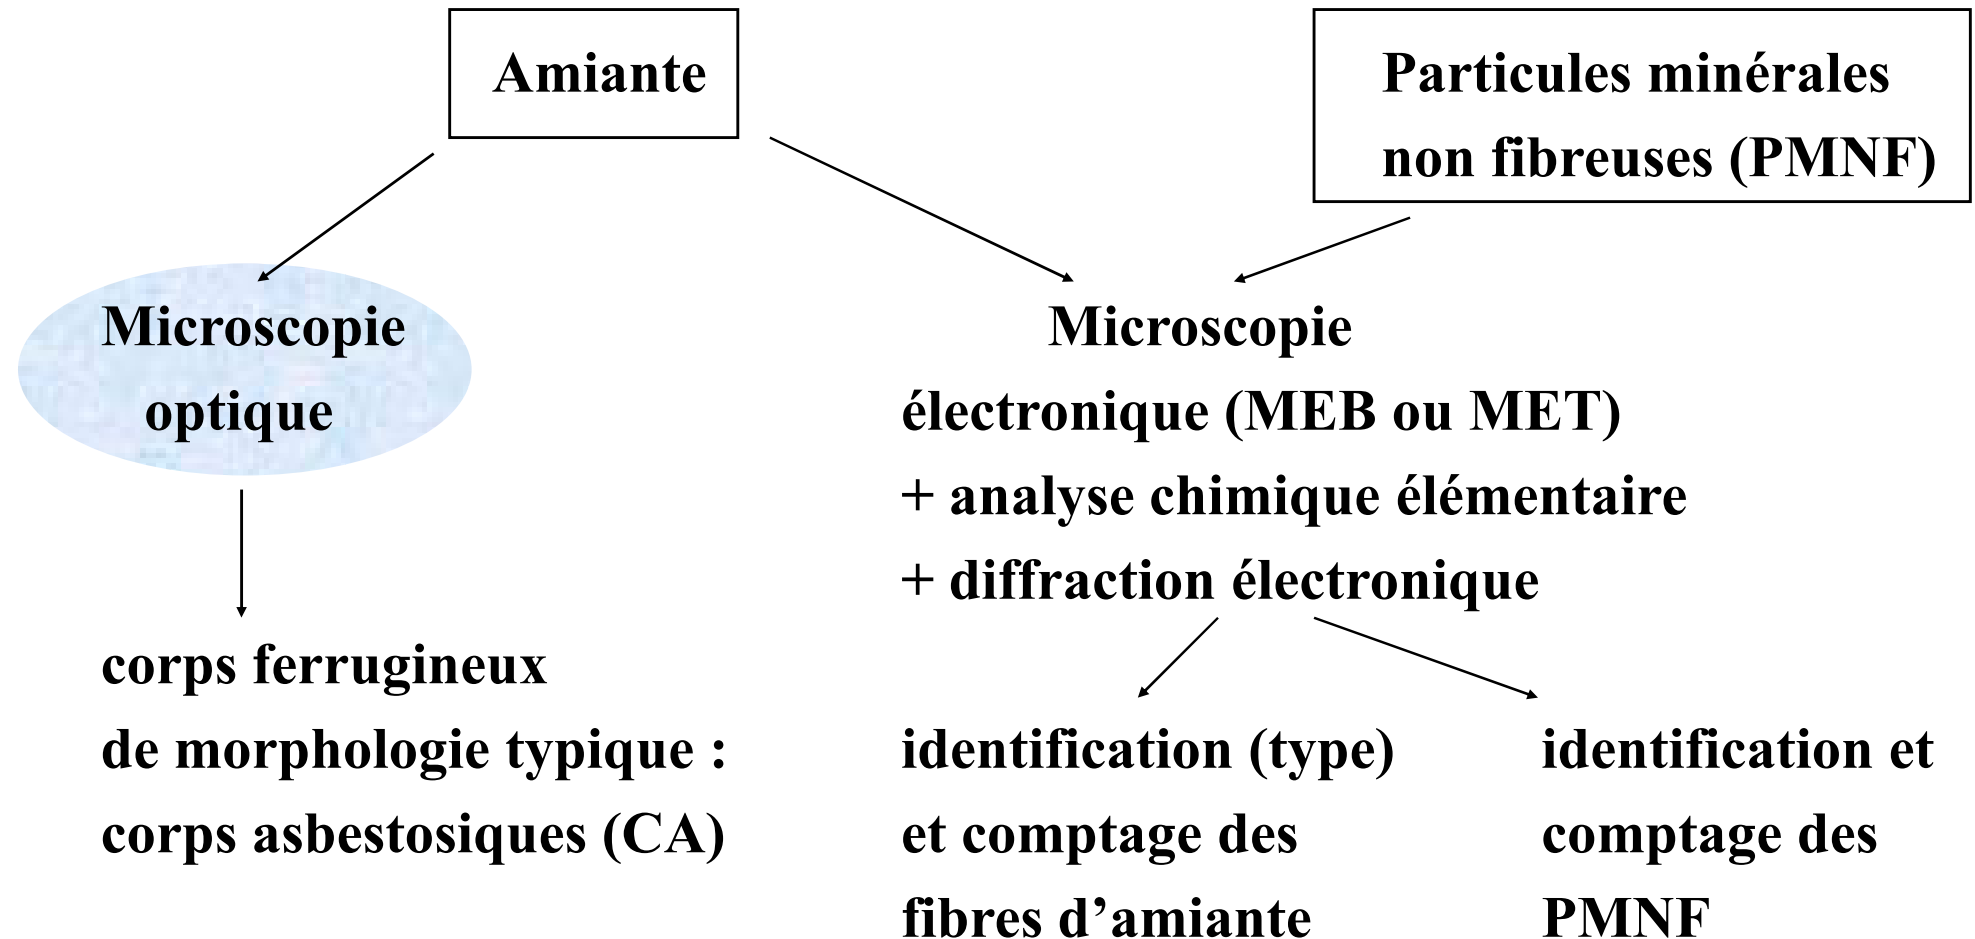 Amiante
Particules minérales
non fibreuses (PMNF)
Microscopie
optique
Microscopie
électronique (MEB ou MET)
+ analyse chimique élémentaire
+ diffraction électronique
corps ferrugineux
de morphologie typique :
corps asbestosiques (CA)
identification (type)
et comptage des
fibres d’amiante
identification et
comptage des
PMNF